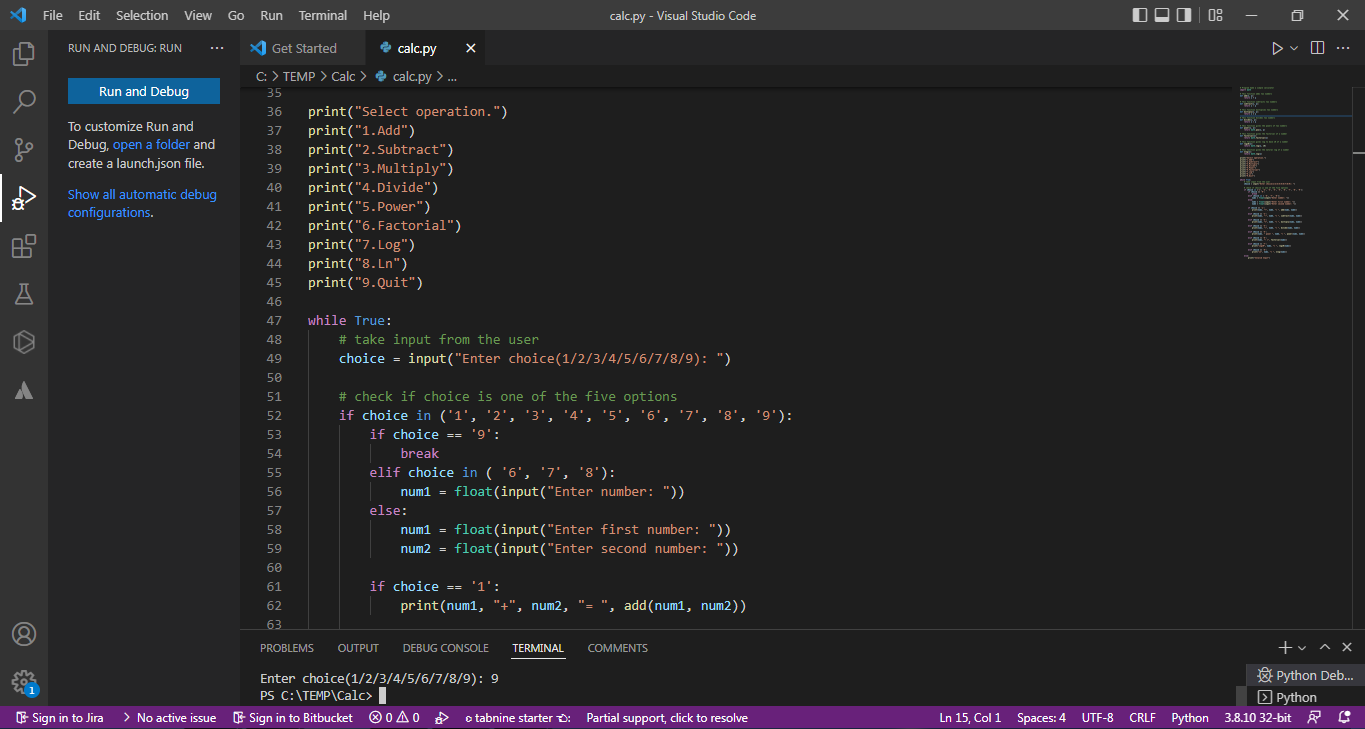 File Edit Selection View Go Run Terminal Help
calc.py - Visual Studio Code
RUN AND DEBUG: RUN
Run and Debug
To customize Run and
Debug, open a folder and
create a launch.json file.
Show all automatic debug
configurations.
Get Started
calc.py
C: > TEMP > Calc > calc.py > ...
35
36 print("Select operation.")
37 print("1.Add")
38 print("2.Subtract")
39 print("3.Multiply")
40 print("4.Divide")
41 print("5.Power")
42 print("6.Factorial")
43 print("7.Log")
44 print("8.Ln")
45 print("9.Quit")
46
47 while True:
48 # take input from the user
49 choice = input("Enter choice(1/2/3/4/5/6/7/8/9): ")
50
51 # check if choice is one of the five options
52 if choice in ('1', '2', '3', '4', '5', '6', '7', '8', '9'):
53 if choice == '9':
54 break
55 elif choice in ( '6', '7', '8'):
56 num1 = float(input("Enter number: "))
57 else:
58 num1 = float(input("Enter first number: "))
59 num2 = float(input("Enter second number: "))
60
61 if choice == '1':
62 print(num1, "+", num2, "= ", add(num1, num2))
63
PROBLEMS OUTPUT DEBUG CONSOLE TERMINAL COMMENTS
Enter choice(1/2/3/4/5/6/7/8/9): 9
PS C:\TEMP\Calc>
Python Deb...
Python
1
Sign in to Jira No active issue Sign in to Bitbucket 0 0 tabnine starter Partial support, click to resolve Ln 15, Col 1 Spaces: 4 UTF-8 CRLF Python 3.8.10 32-bit